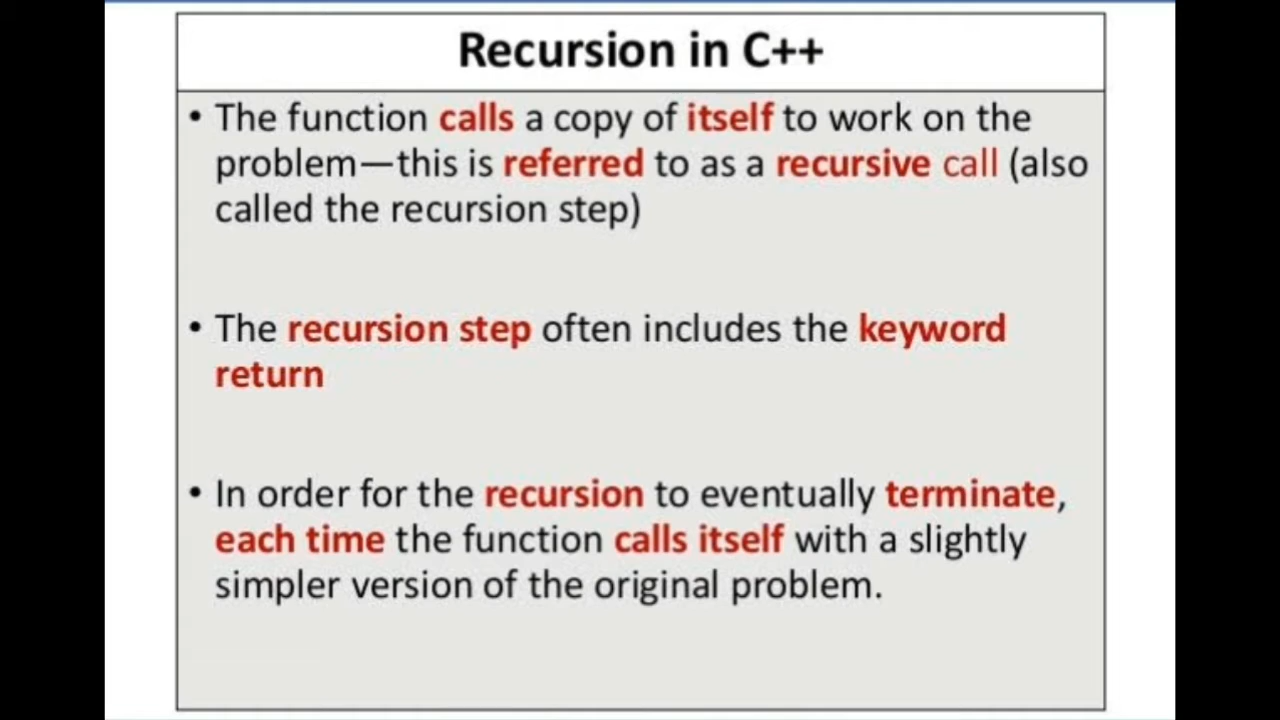 Recursion in C++
• The function calls a copy of itself to work on the
problem—this is referred to as a recursive call (also
called the recursion step)
• The recursion step often includes the keyword
return
• In order for the recursion to eventually terminate,
each time the function calls itself with a slightly
simpler version of the original problem.